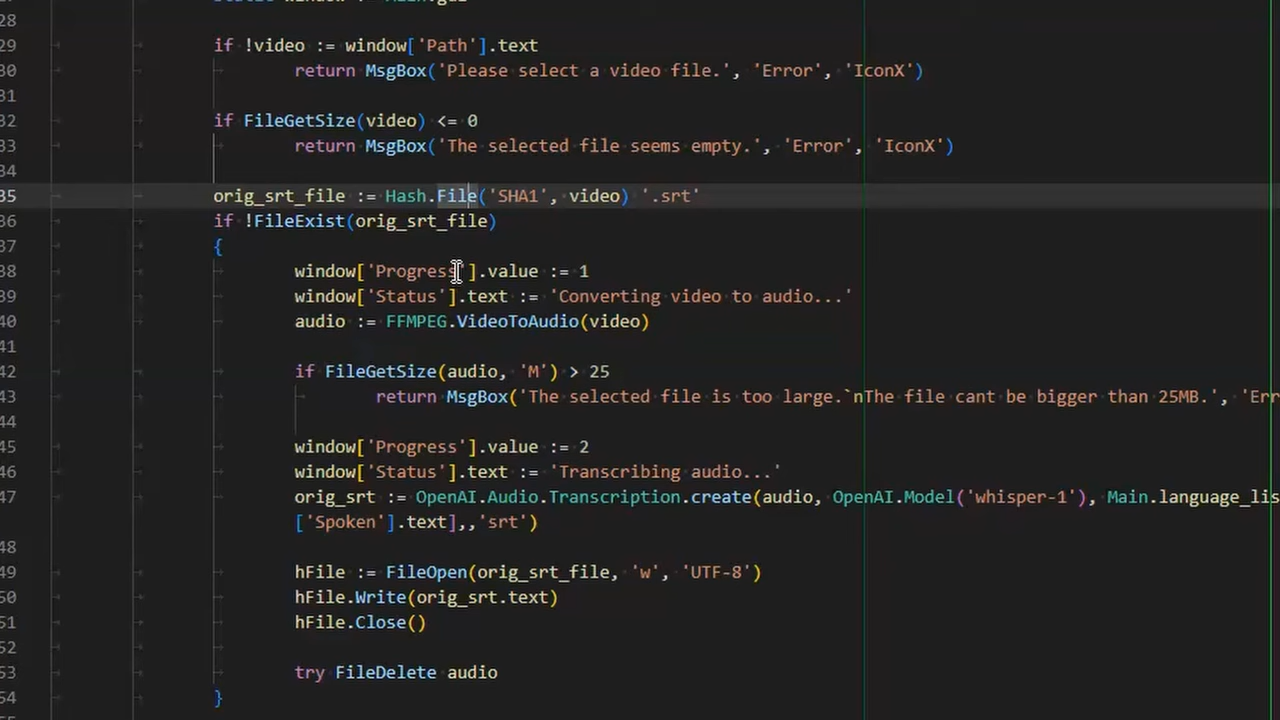 28
29 if !video := window['Path'].text
30 return MsgBox('Please select a video file.', 'Error', 'IconX')
31
32 if FileGetSize(video) <= 0
33 return MsgBox('The selected file seems empty.', 'Error', 'IconX')
34
35 orig_srt_file := Hash.File('SHA1', video) '.srt'
36 if !FileExist(orig_srt_file)
37 {
38 window['Progress'].value := 1
39 window['Status'].text := 'Converting video to audio...'
40 audio := FFMPEG.VideoToAudio(video)
41
42 if FileGetSize(audio, 'M') > 25
43 return MsgBox('The selected file is too large.`nThe file cant be bigger than 25MB.', 'Err
44
45 window['Progress'].value := 2
46 window['Status'].text := 'Transcribing audio...'
47 orig_srt := OpenAI.Audio.Transcription.create(audio, OpenAI.Model('whisper-1'), Main.language_lis
['Spoken'].text],,'srt')
48
49 hFile := FileOpen(orig_srt_file, 'w', 'UTF-8')
50 hFile.Write(orig_srt.text)
51 hFile.Close()
52
53 try FileDelete audio
54 }